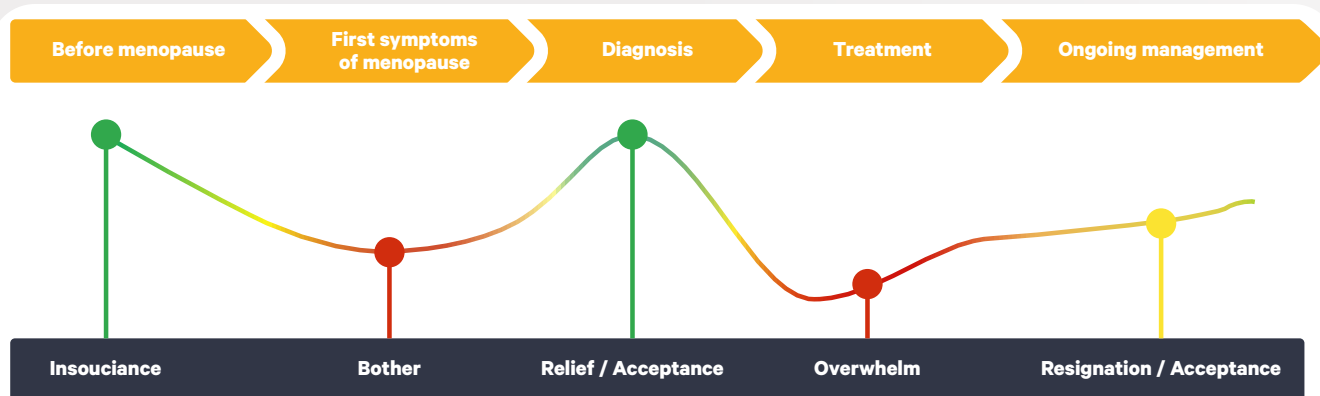 Before menopause
First symptoms
of menopause
Diagnosis
Treatment
Ongoing management
Insouciance
Bother
Relief / Acceptance
Overwhelm
Resignation / Acceptance